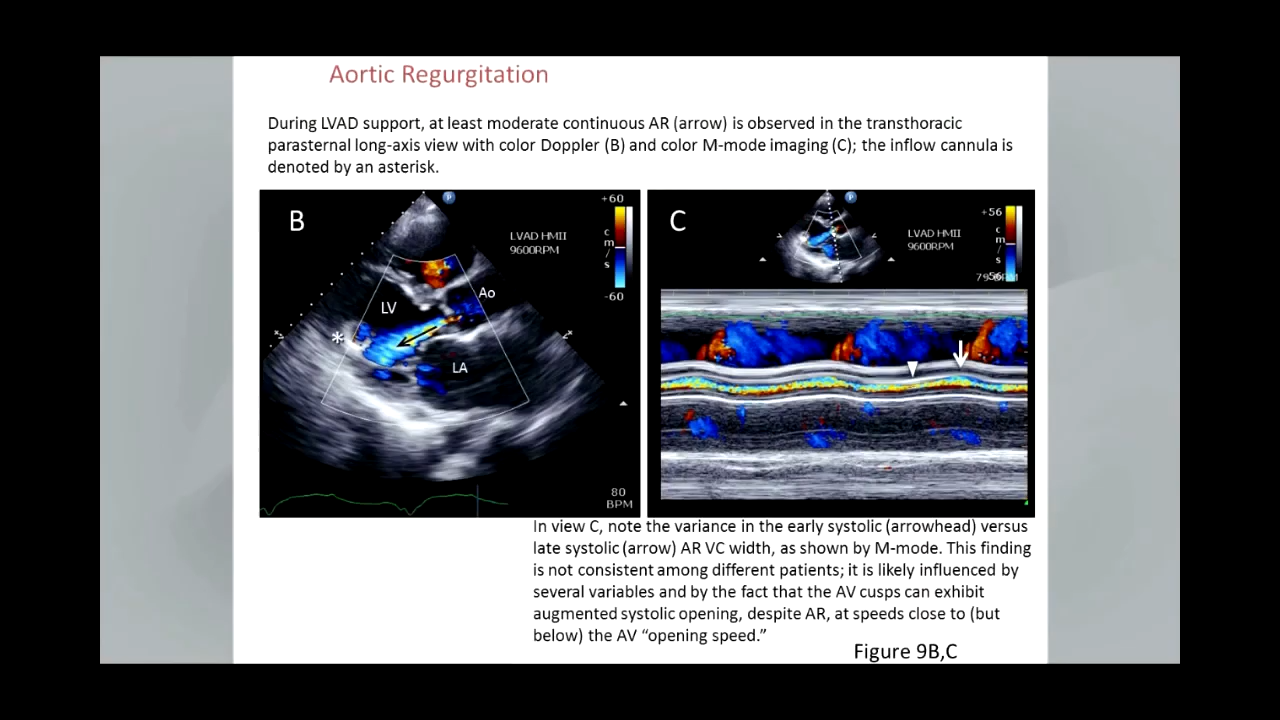 Aortic Regurgitation
During LVAD support, at least moderate continuous AR (arrow) is observed in the transthoracic
parasternal long-axis view with color Doppler (B) and color M-mode imaging (C); the inflow cannula is
denoted by an asterisk.
B
P
+60
c
m
/
s
-60
LVAD HMII
9600RPM
LV
Ao
*
LA
80
BPM
C
P
+56
c
m
/
s
-56
LVAD HMII
9600RPM
In view C, note the variance in the early systolic (arrowhead) versus
late systolic (arrow) AR VC width, as shown by M-mode. This finding
is not consistent among different patients; it is likely influenced by
several variables and by the fact that the AV cusps can exhibit
augmented systolic opening, despite AR, at speeds close to (but
below) the AV “opening speed.”
Figure 9B,C